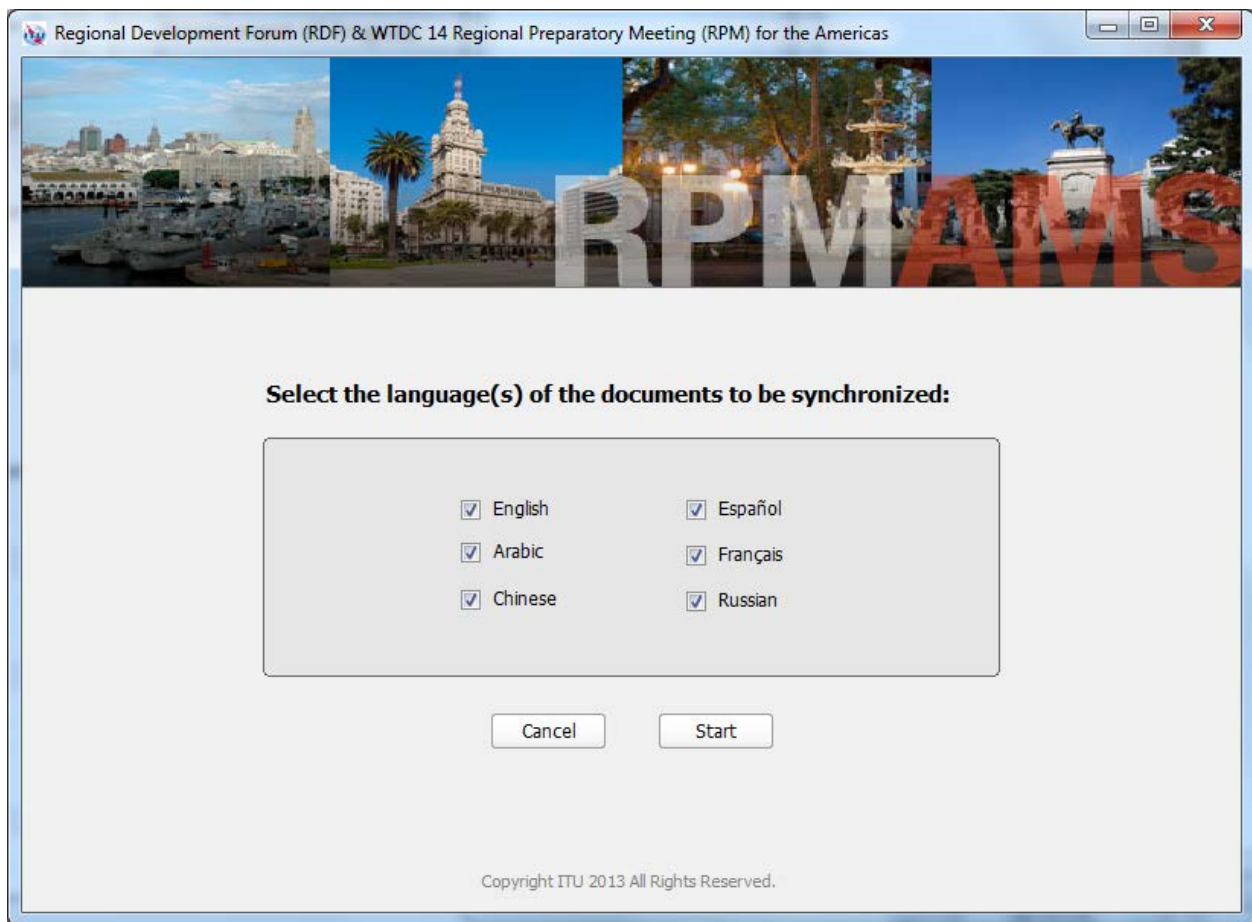 Regional Development Forum (RDF) & WTDC 14 Regional Preparatory Meeting (RPM) for the Americas
RPMAMS
Select the language(s) of the documents to be synchronized:
English Español
Arabic Français
Chinese Russian
Cancel Start
Copyright ITU 2013 All Rights Reserved.